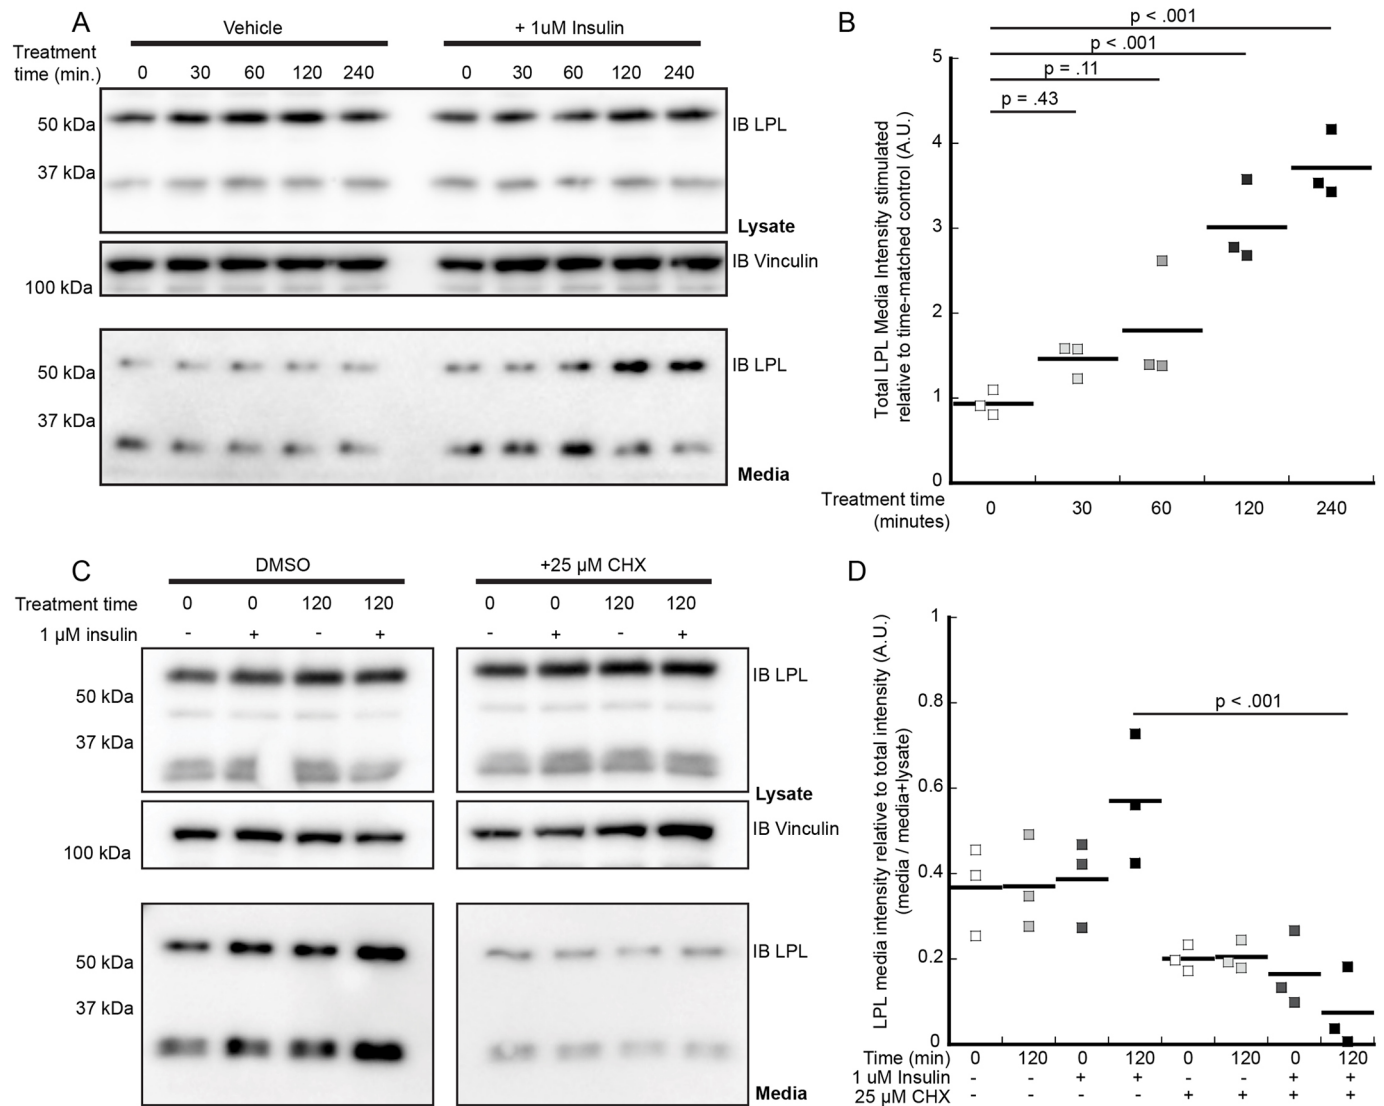 A
Vehicle
+ 1uM Insulin
Treatment
time (min.)
0 30 60 120 240
0 30 60 120 240
50 kDa
IB LPL
37 kDa
Lysate
IB Vinculin
100 kDa
IB LPL
50 kDa
37 kDa
Media
B
p < .001
p < .001
p = .11
p = .43
Total LPL Media Intensity stimulated
relative to time-matched control (A.U.)
5
4
3
2
1
0
Treatment time
(minutes)
0 30 60 120 240
C
DMSO
+25 µM CHX
Treatment time
0 0 120 120
0 0 120 120
1 µM insulin
- + - +
- + - +
IB LPL
50 kDa
37 kDa
Lysate
IB Vinculin
100 kDa
IB LPL
50 kDa
37 kDa
Media
D
LPL media intensity relative to total intensity (A.U.)
(media / media+lysate)
1
0.8
0.6
0.4
0.2
0
p < .001
Time (min) 0 120 0 120 0 120 0 120
1 uM Insulin - - + + - - + +
25 µM CHX - - - - + + + +